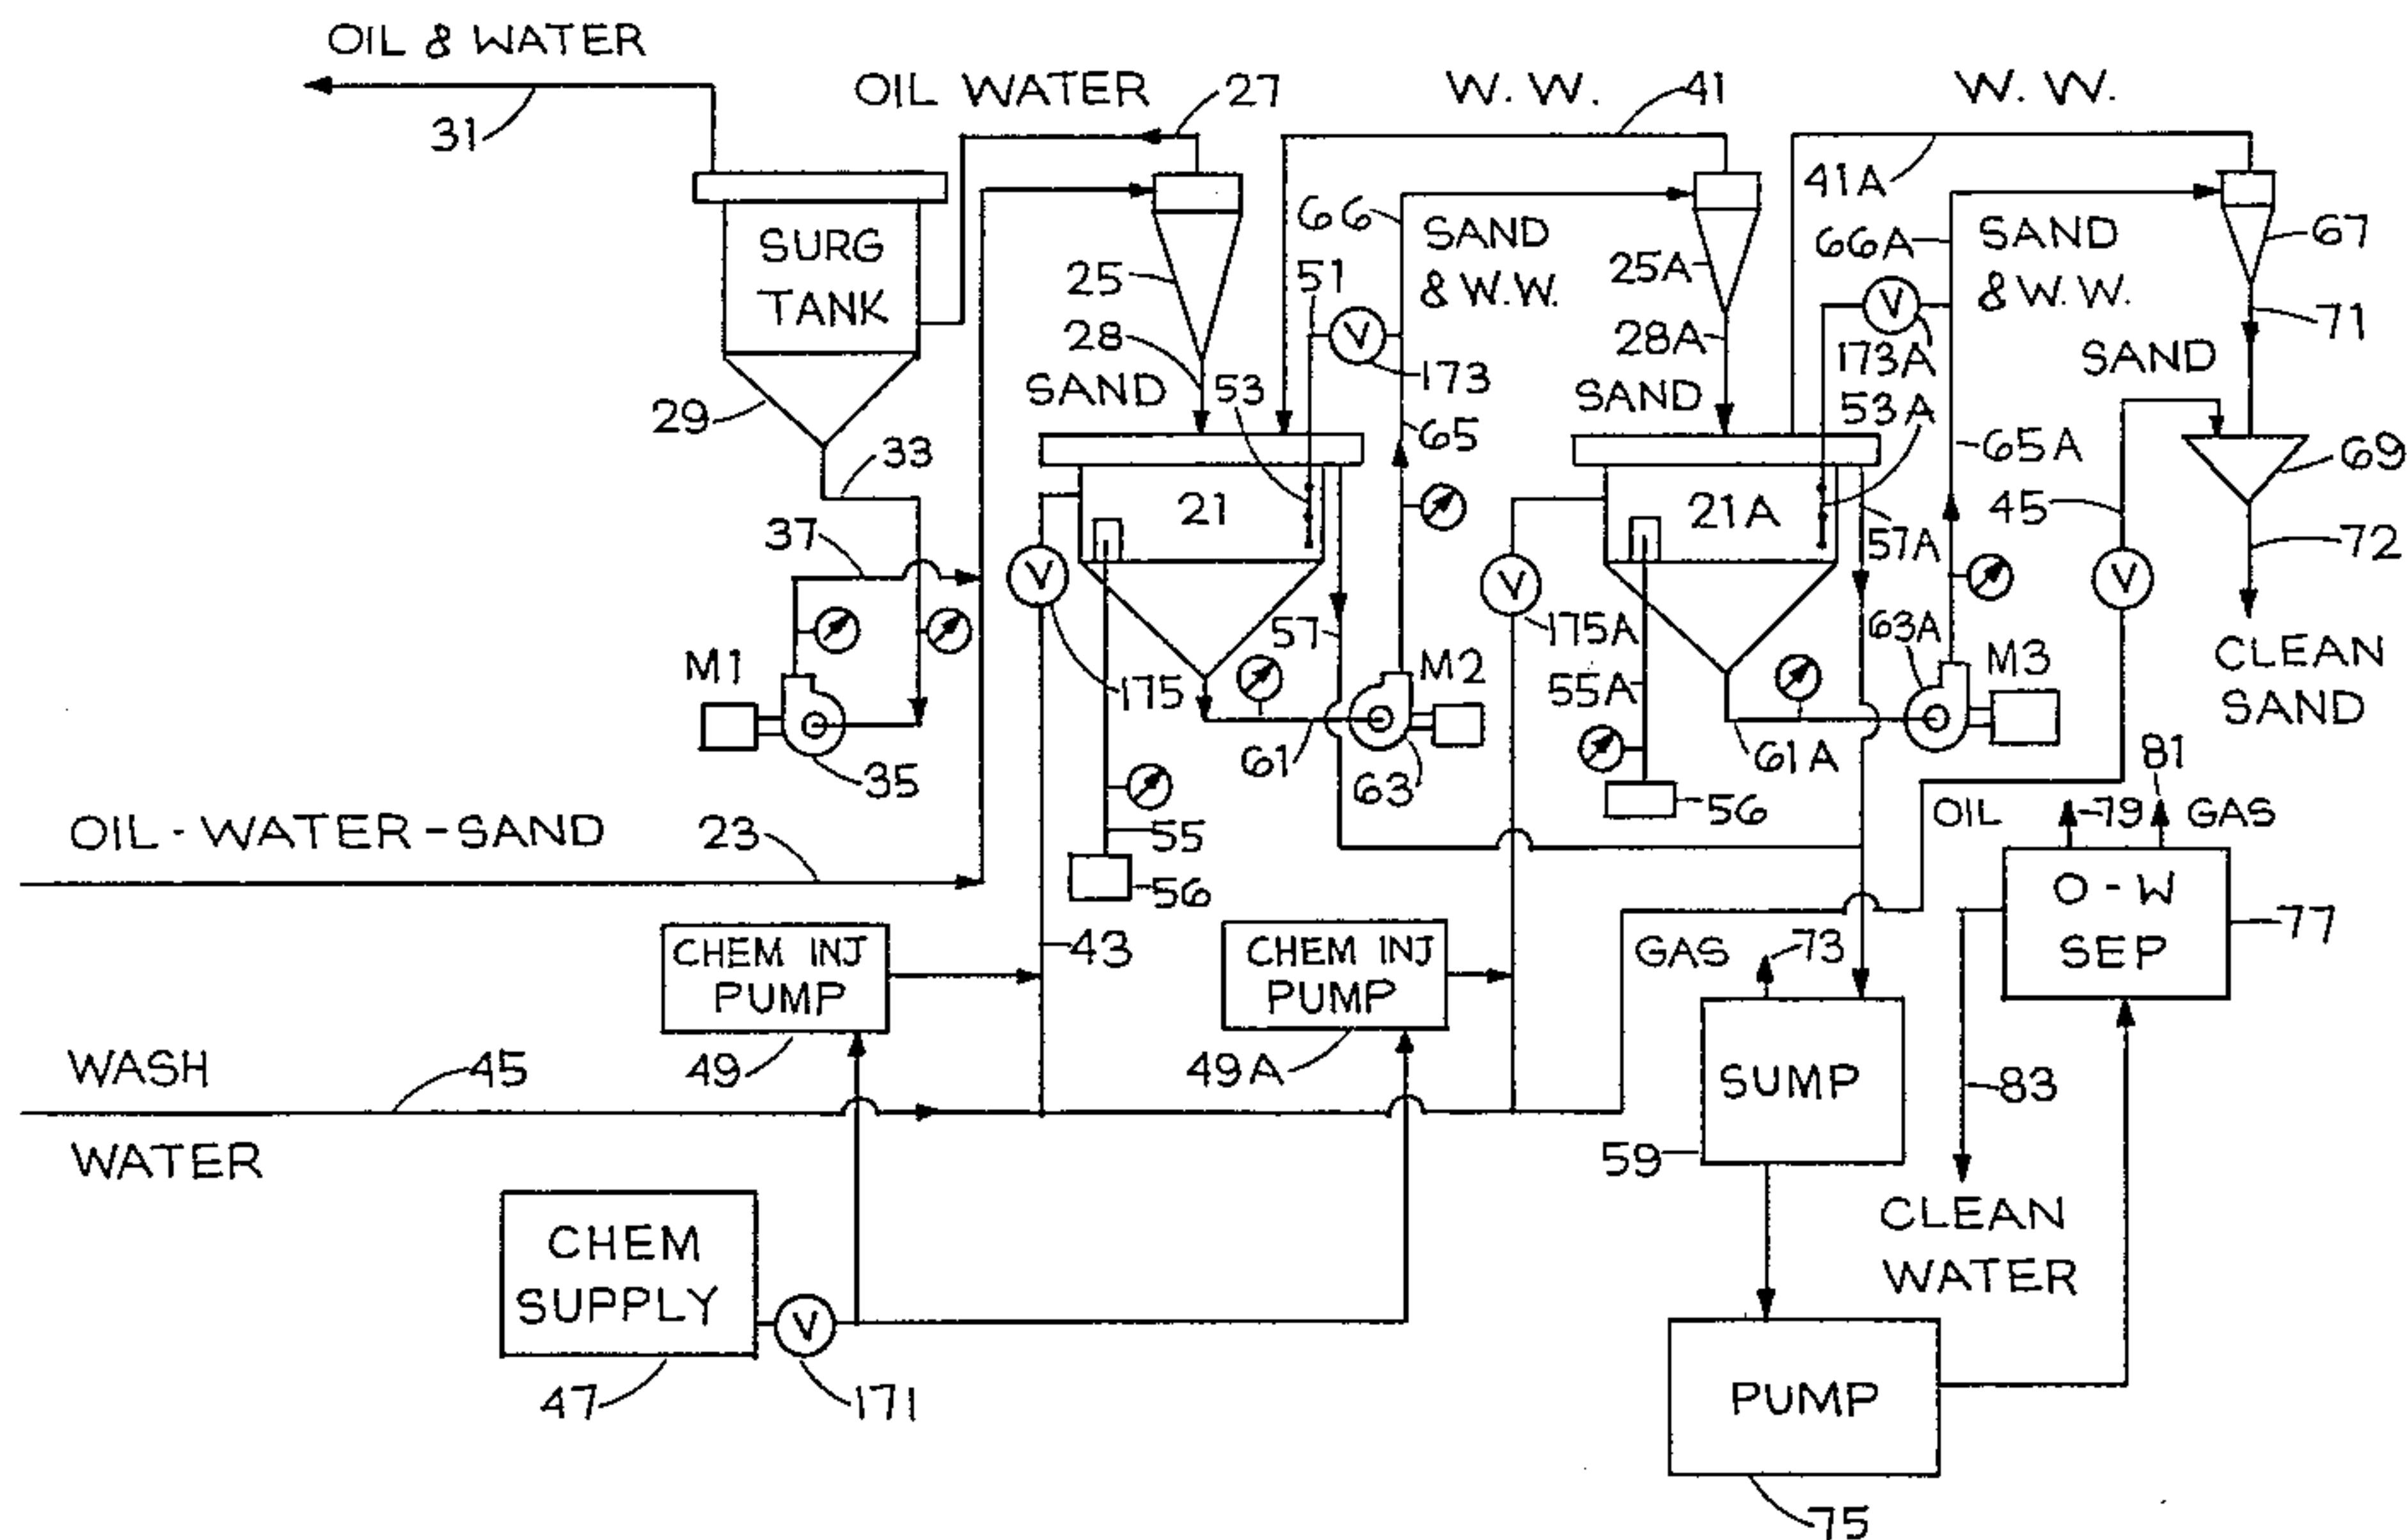 OIL & WATER
31
OIL WATER
27
W. W.
41
W. W.
41A
SURG
TANK
25
28
SAND
29
33
37
M1
35
66
SAND
& W.W.
51
53
173
65
21
57
M2
175
61
63
55
56
25A
28A
SAND
66A
SAND
& W.W.
67
71
173A
SAND
53A
65A
69
45
72
21A
57A
V
V
V
V
V
175A
63A
M3
55A
61A
56
CLEAN
SAND
81
OIL
79
GAS
OIL-WATER-SAND
23
O-W
SEP
77
CHEM INJ
PUMP
49
43
CHEM INJ
PUMP
49A
GAS
73
SUMP
59
83
CLEAN
WATER
WASH
45
WATER
CHEM
SUPPLY
47
V
171
PUMP
75